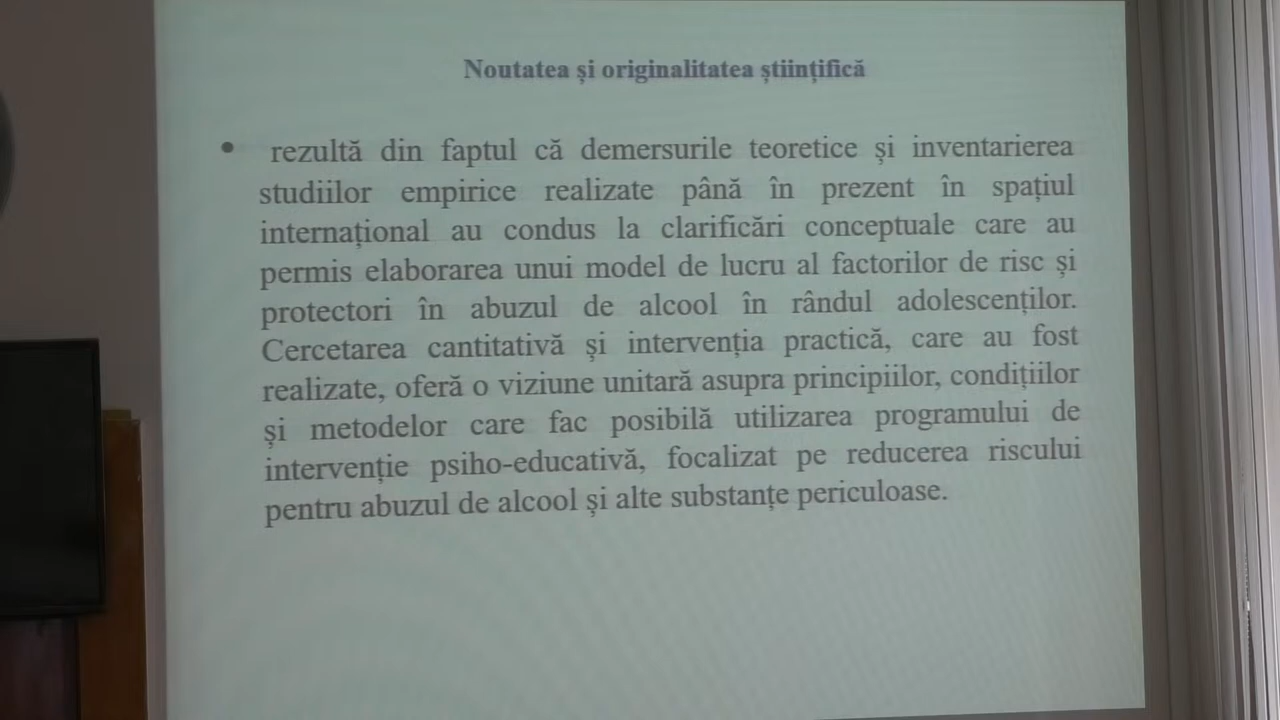 Noutatea și originalitatea științifică
• rezultă din faptul că demersurile teoretice și inventarierea
studiilor empirice realizate până în prezent în spațiul
internațional au condus la clarificări conceptuale care au
permis elaborarea unui model de lucru al factorilor de risc și
protectori în abuzul de alcool în rândul adolescenților.
Cercetarea cantitativă și intervenția practică, care au fost
realizate, oferă o viziune unitară asupra principiilor, condițiilor
și metodelor care fac posibilă utilizarea programului de
intervenție psiho-educativă, focalizat pe reducerea riscului
pentru abuzul de alcool și alte substanțe periculoase.